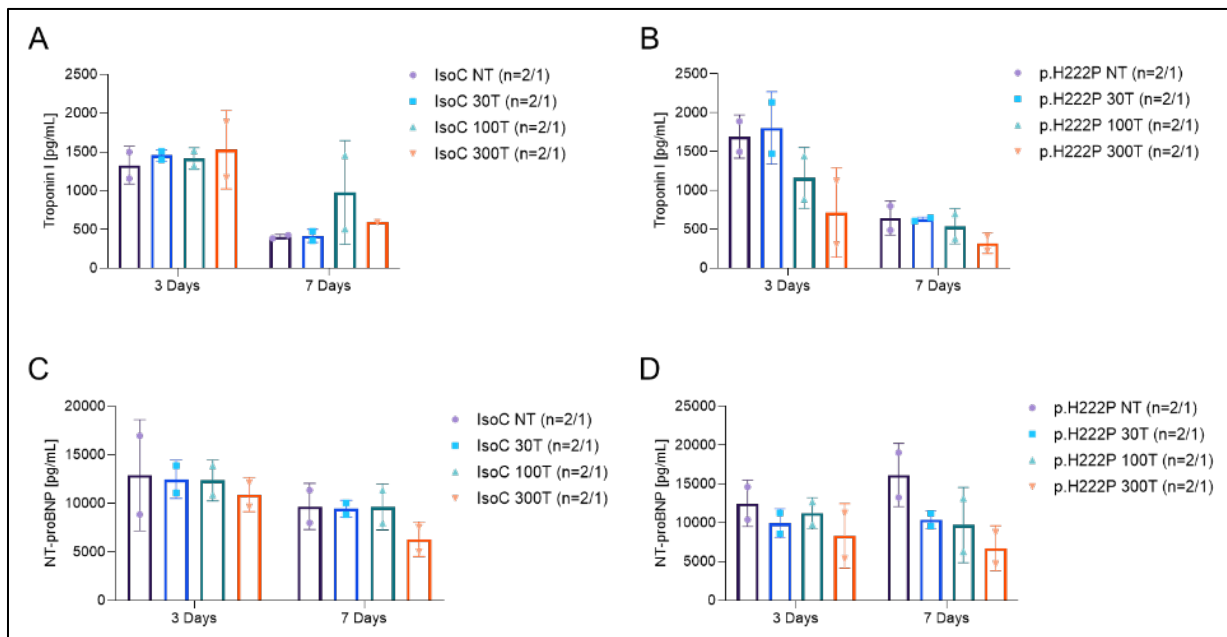 A
Troponin I [pg/mL]
2500
2000
1500
1000
500
0
3 Days
7 Days
IsoC NT (n=2/1)
IsoC 30T (n=2/1)
IsoC 100T (n=2/1)
IsoC 300T (n=2/1)
B
Troponin I [pg/mL]
2500
2000
1500
1000
500
0
3 Days
7 Days
p.H222P NT (n=2/1)
p.H222P 30T (n=2/1)
p.H222P 100T (n=2/1)
p.H222P 300T (n=2/1)
C
NT-proBNP [pg/mL]
20000
15000
10000
5000
0
3 Days
7 Days
IsoC NT (n=2/1)
IsoC 30T (n=2/1)
IsoC 100T (n=2/1)
IsoC 300T (n=2/1)
D
NT-proBNP [pg/mL]
25000
20000
15000
10000
5000
0
3 Days
7 Days
p.H222P NT (n=2/1)
p.H222P 30T (n=2/1)
p.H222P 100T (n=2/1)
p.H222P 300T (n=2/1)